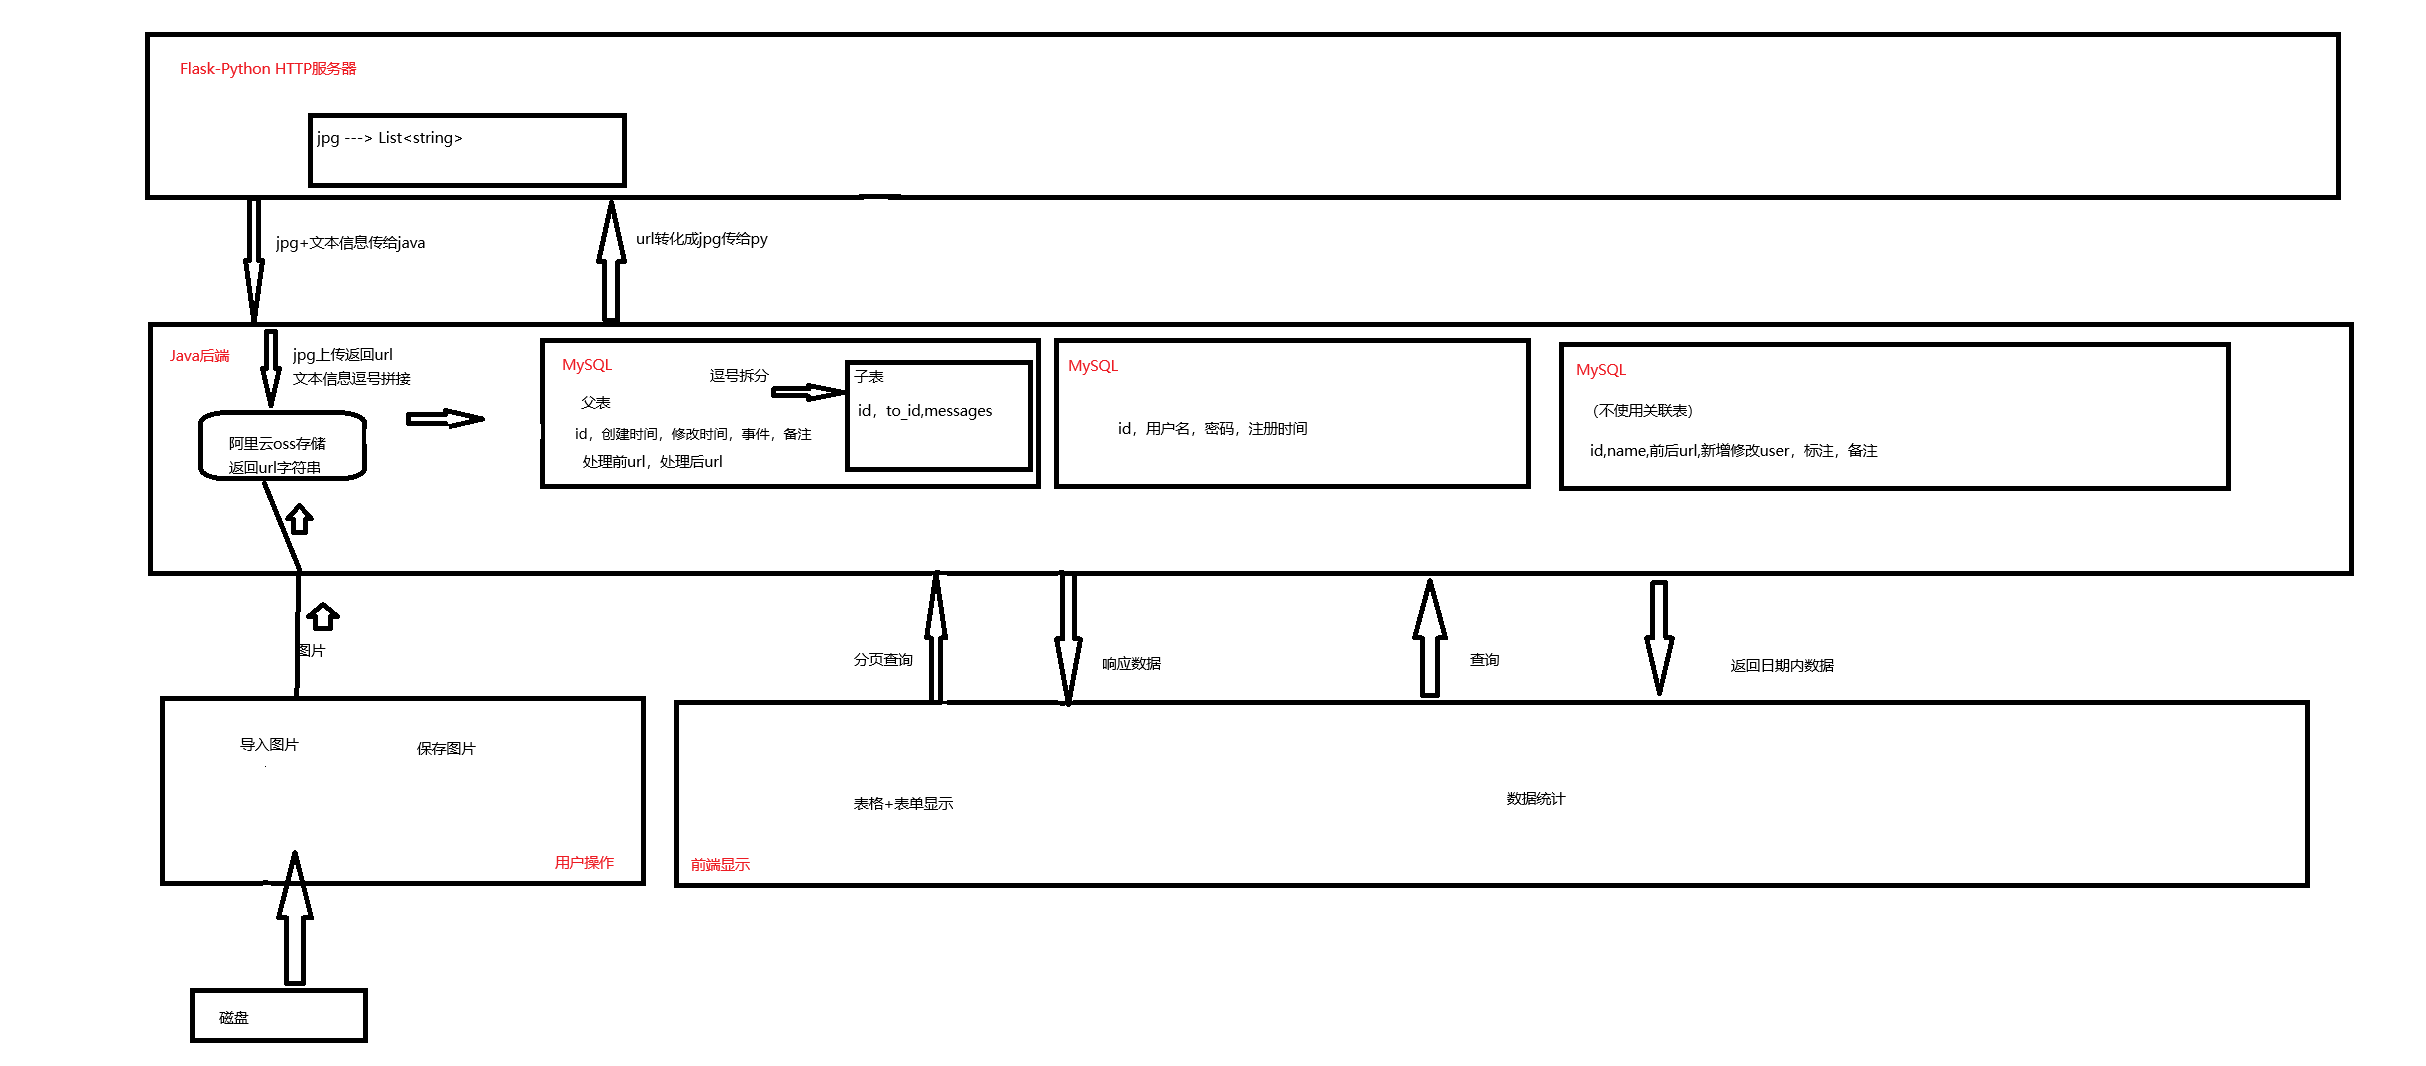 Flask-Python HTTP服务器
jpg ---> List<string>
jpg+文本信息传给java
url转化成jpg传给py
Java后端
jpg上传返回url
文本信息逗号拼接
阿里云oss存储
返回url字符串
MySQL
父表
id，创建时间，修改时间，事件，备注
处理前url，处理后url
逗号拆分
子表
id，to_id,messages
MySQL
id，用户名，密码，注册时间
MySQL
（不使用关联表）
id,name,前后url,新增修改user，标注，备注
图片
分页查询
响应数据
查询
返回日期内数据
导入图片
保存图片
用户操作
表格+表单显示
数据统计
前端显示
磁盘